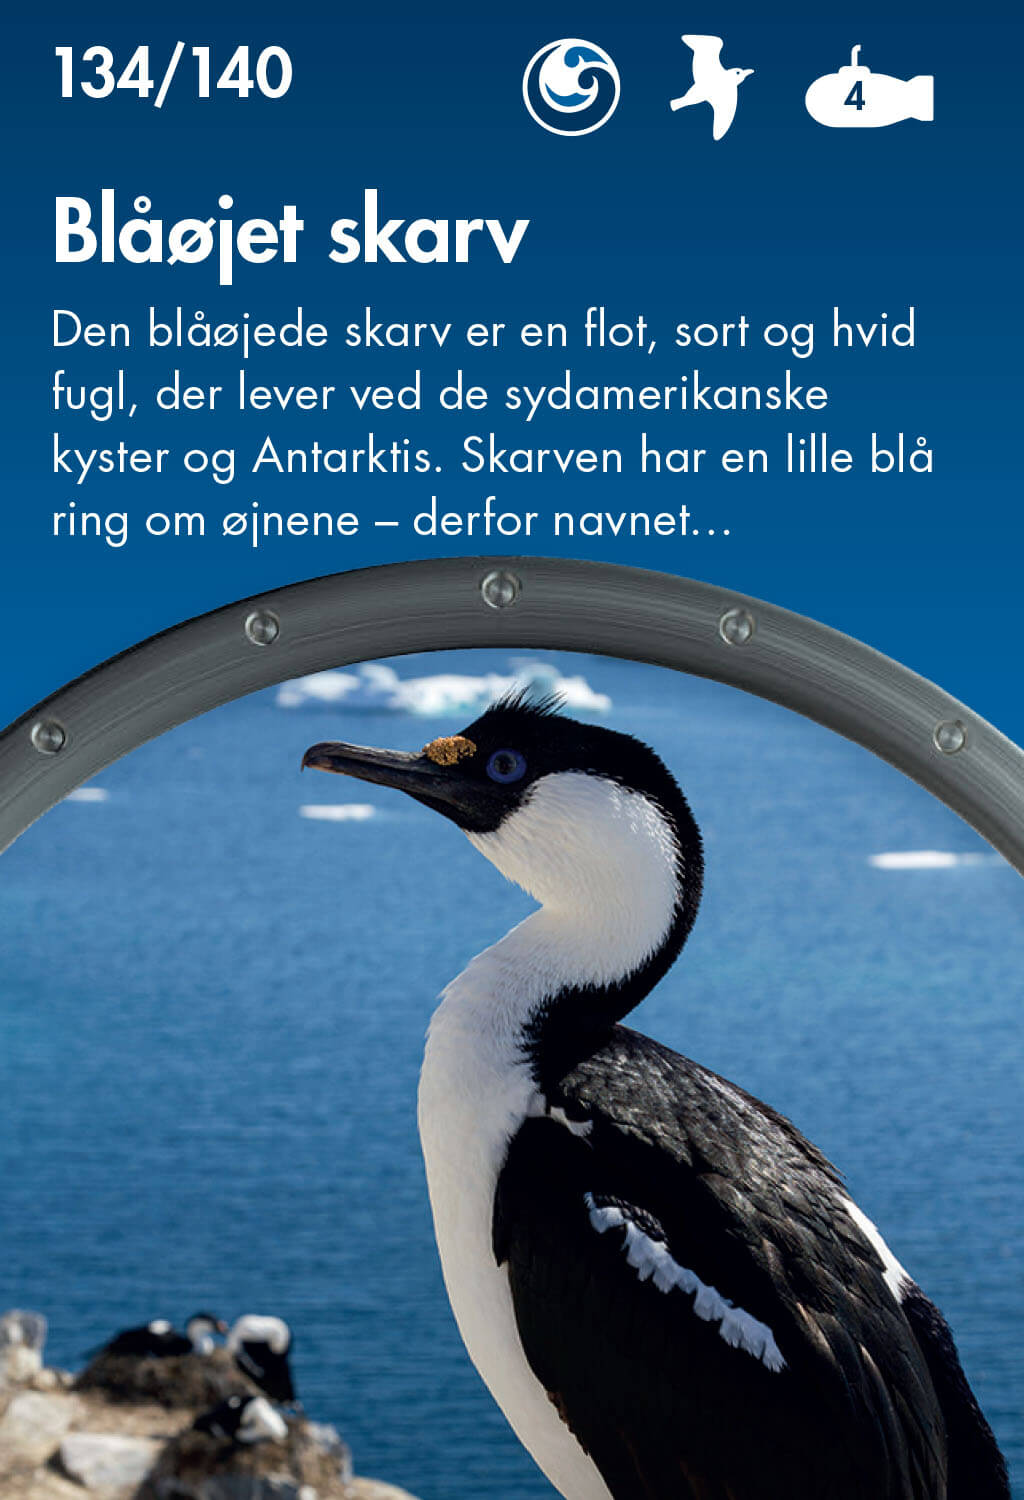 134/140
4
Blåøjet skarv
Den blåøjede skarv er en flot, sort og hvid
fugl, der lever ved de sydamerikanske
kyster og Antarktis. Skarven har en lille blå
ring om øjnene – derfor navnet...